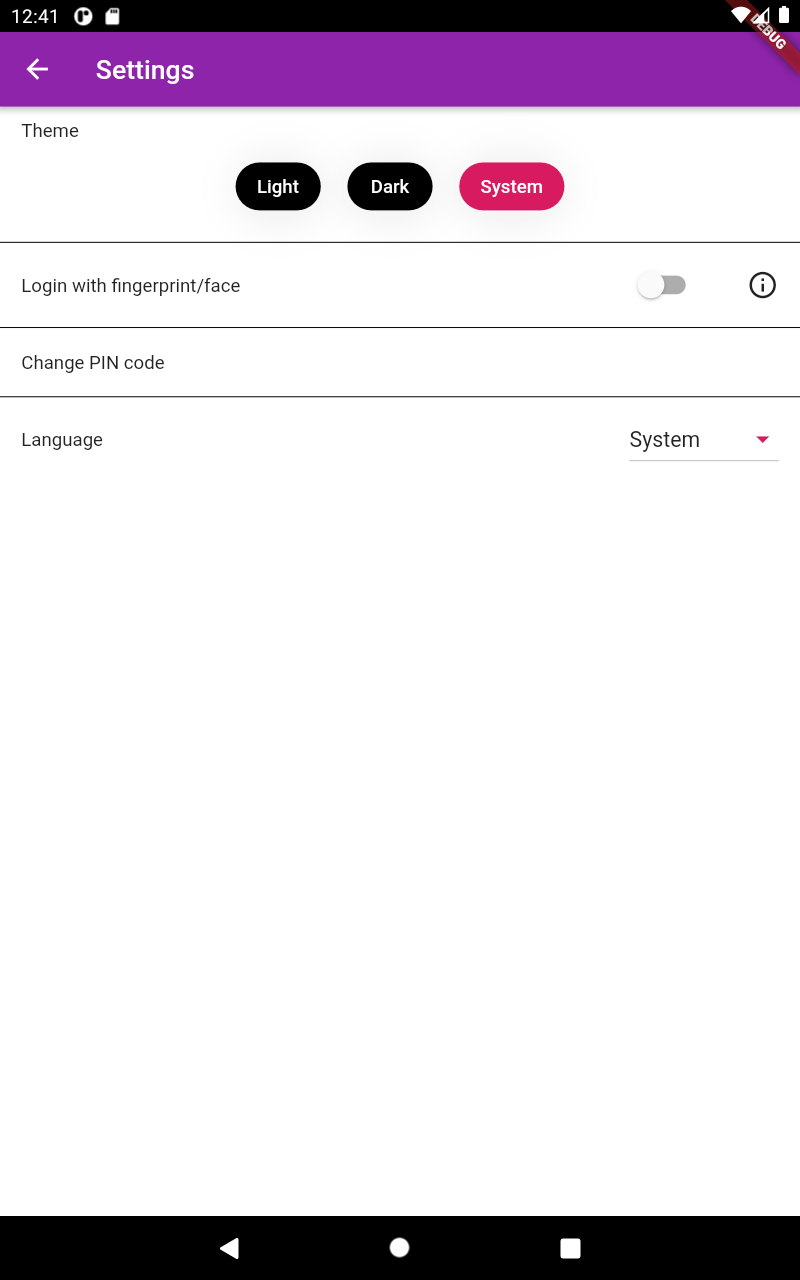 12:41
DEBUG
Settings
Theme
Light Dark System
Login with fingerprint/face
Change PIN code
Language System